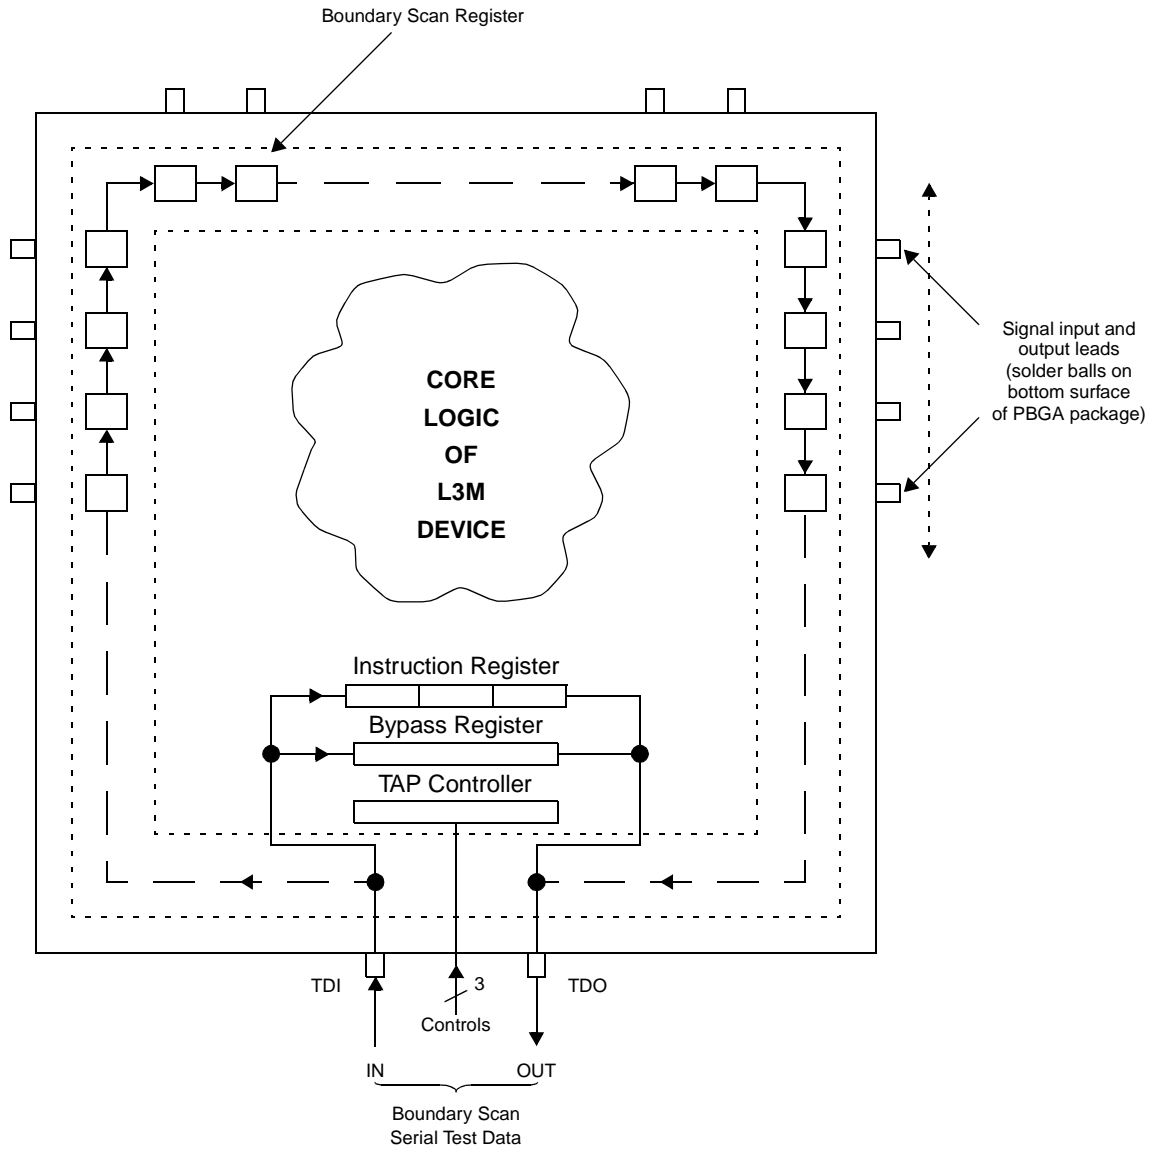 Boundary Scan Register
Signal input and
output leads
(solder balls on
bottom surface
of PBGA package)
CORE
LOGIC
OF
L3M
DEVICE
Instruction Register
Bypass Register
TAP Controller
TDI
3
TDO
Controls
IN
OUT
Boundary Scan
Serial Test Data